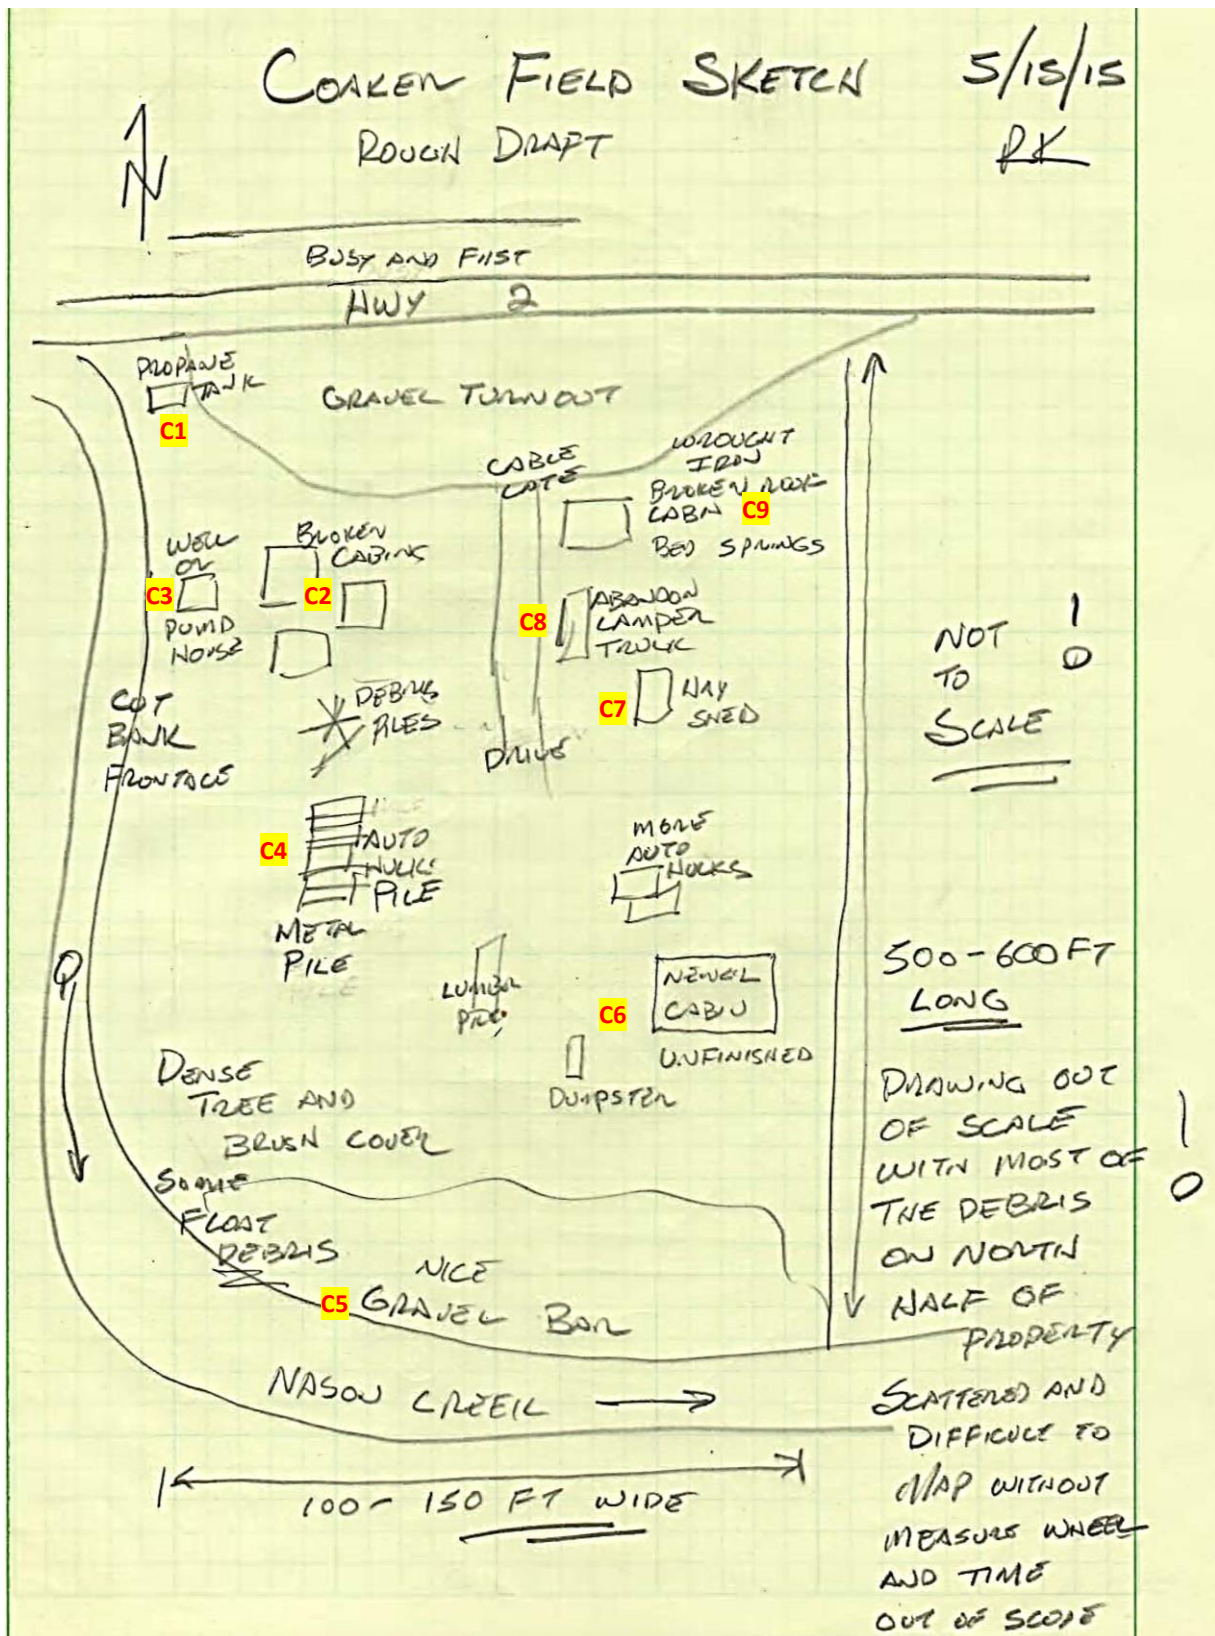 COAKER FIELD SKETCH 5/15/15
ROUGH DRAFT RK
N
BUSY AND FAST
HWY 2
PROPANE
TANK
C1
GRAVEL TURNOUT
CABLE
GATE
WROUGHT
IRON
BROKEN ROOF
CABIN C9
BED SPRINGS
WELL
OR
C3
PUMP
HOUSE
BROKEN
CABINS
C2
C8
ABANDON
CAMPER
TRUCK
NOT
TO
SCALE
!
CUT
BANK
FRONTAGE
DEBRIS
PILES
DRIVE
C7
HAY
SHED
C4
AUTO
HULKS
PILE
METAL
PILE
MORE
AUTO
HULKS
500-600 FT
LONG
Q
LUMBER
PILE
C6
NEWER
CABIN
UNFINISHED
DUMPSTER
DENSE
TREE AND
BRUSH COVER
DRAWING OUT
OF SCALE
WITH MOST OF
THE DEBRIS
ON NORTH
HALF OF
PROPERTY
!
SOME
FLOAT
DEBRIS
C5
NICE
GRAVEL BAR
NASON CREEK
SCATTERED AND
DIFFICULT TO
MAP WITHOUT
MEASURE WHEEL
AND TIME
OUT OF SCOPE
100-150 FT WIDE